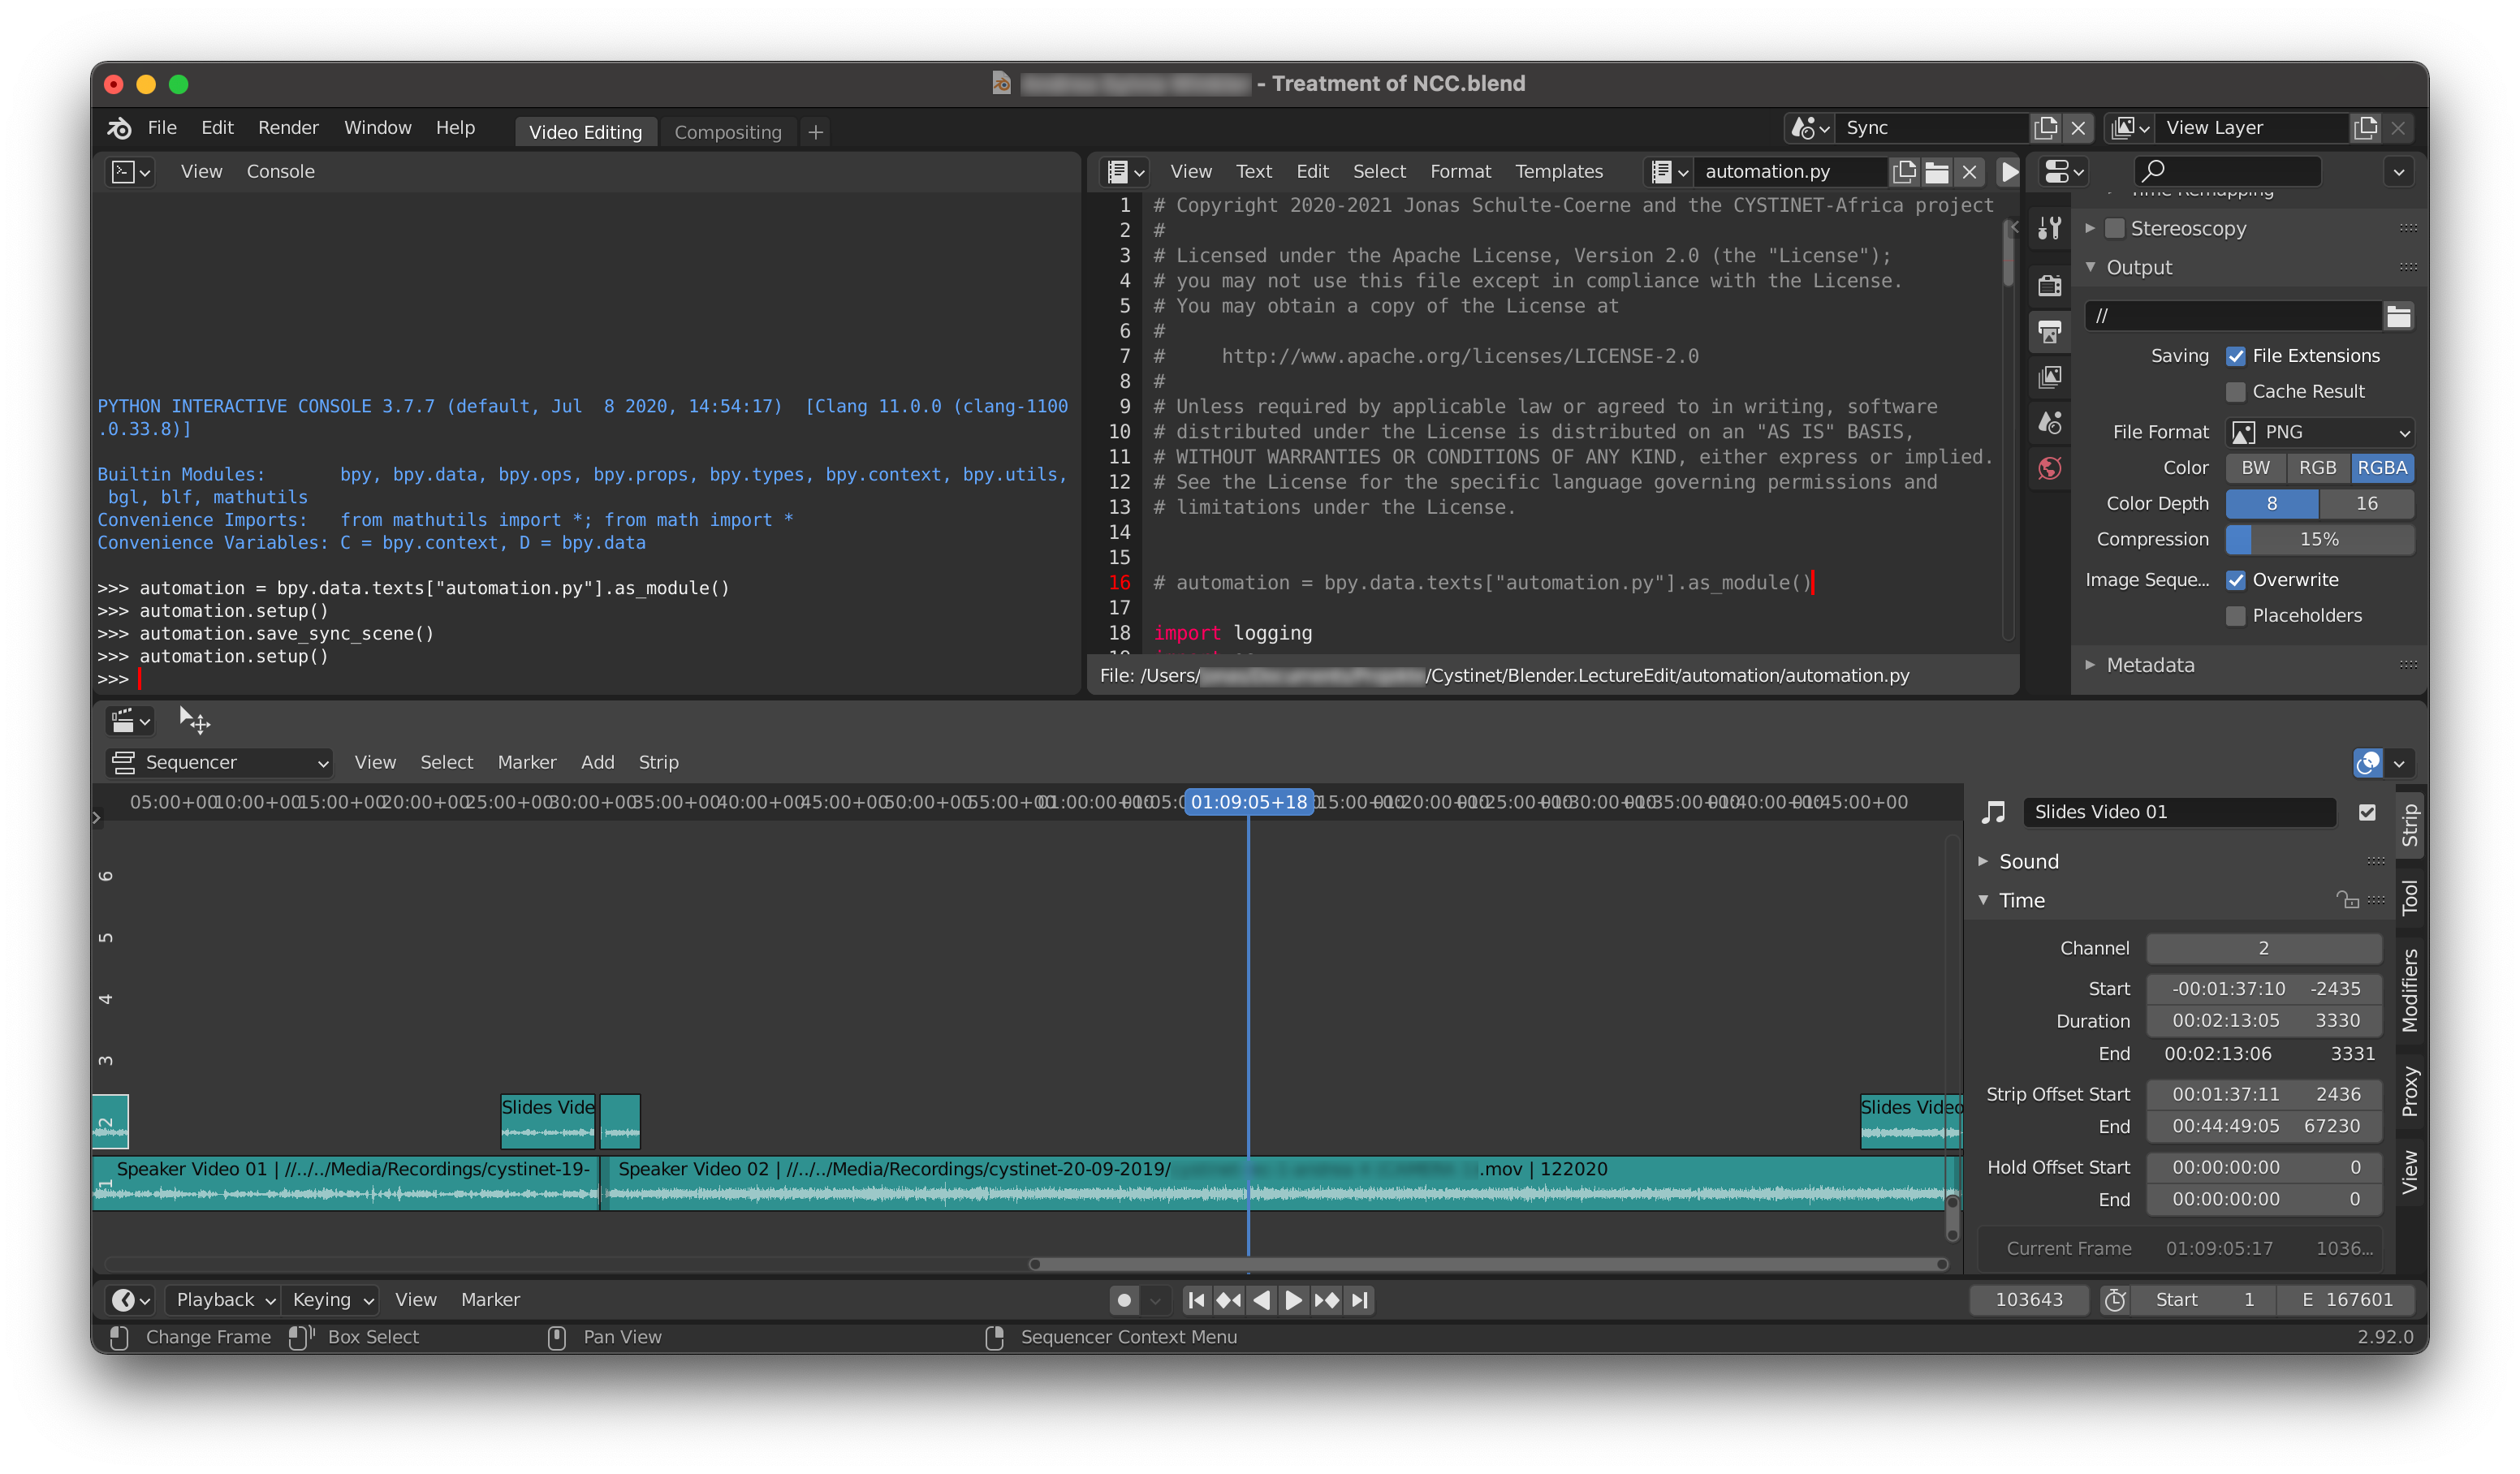 - Treatment of NCC.blend
File Edit Render Window Help Video Editing Compositing + Sync View Layer
View Console
PYTHON INTERACTIVE CONSOLE 3.7.7 (default, Jul  8 2020, 14:54:17)  [Clang 11.0.0 (clang-1100
.0.33.8)]
Builtin Modules:       bpy, bpy.data, bpy.ops, bpy.props, bpy.types, bpy.context, bpy.utils,
bgl, blf, mathutils
Convenience Imports:   from mathutils import *; from math import *
Convenience Variables: C = bpy.context, D = bpy.data
>>> automation = bpy.data.texts["automation.py"].as_module()
>>> automation.setup()
>>> automation.save_sync_scene()
>>> automation.setup()
>>>
View Text Edit Select Format Templates automation.py
1 # Copyright 2020-2021 Jonas Schulte-Coerne and the CYSTINET-Africa project
2 #
3 # Licensed under the Apache License, Version 2.0 (the "License");
4 # you may not use this file except in compliance with the License.
5 # You may obtain a copy of the License at
6 #
7 #     http://www.apache.org/licenses/LICENSE-2.0
8 #
9 # Unless required by applicable law or agreed to in writing, software
10 # distributed under the License is distributed on an "AS IS" BASIS,
11 # WITHOUT WARRANTIES OR CONDITIONS OF ANY KIND, either express or implied.
12 # See the License for the specific language governing permissions and
13 # limitations under the License.
14
15
16 # automation = bpy.data.texts["automation.py"].as_module()
17
18 import logging
File: /Users/ /Cystinet/Blender.LectureEdit/automation/automation.py
Time Remapping
Stereoscopy
Output
//
Saving File Extensions
Cache Result
File Format PNG
Color BW RGB RGBA
Color Depth 8 16
Compression 15%
Image Seque... Overwrite
Placeholders
Metadata
Sequencer View Select Marker Add Strip
05:00+00 10:00+00 15:00+00 20:00+00 25:00+00 30:00+00 35:00+00 40:00+00 45:00+00 50:00+00 55:00+00 01:00:00+00 01:05:0 01:09:05+18 15:00+00 01:20:00+00 01:25:00+00 01:30:00+00 01:35:00+00 01:40:00+00 01:45:00+00
6
5
4
3
2 Slides Vide Slides Video
1 Speaker Video 01 | //../../Media/Recordings/cystinet-19- Speaker Video 02 | //../../Media/Recordings/cystinet-20-09-2019/ .mov | 122020
Slides Video 01
Sound
Time
Channel 2
Start -00:01:37:10 -2435
Duration 00:02:13:05 3330
End 00:02:13:06 3331
Strip Offset Start 00:01:37:11 2436
End 00:44:49:05 67230
Hold Offset Start 00:00:00:00 0
End 00:00:00:00 0
Current Frame 01:09:05:17 1036...
Strip
Tool
Modifiers
Proxy
View
Playback Keying View Marker 103643 Start 1 E 167601
Change Frame Box Select Pan View Sequencer Context Menu 2.92.0